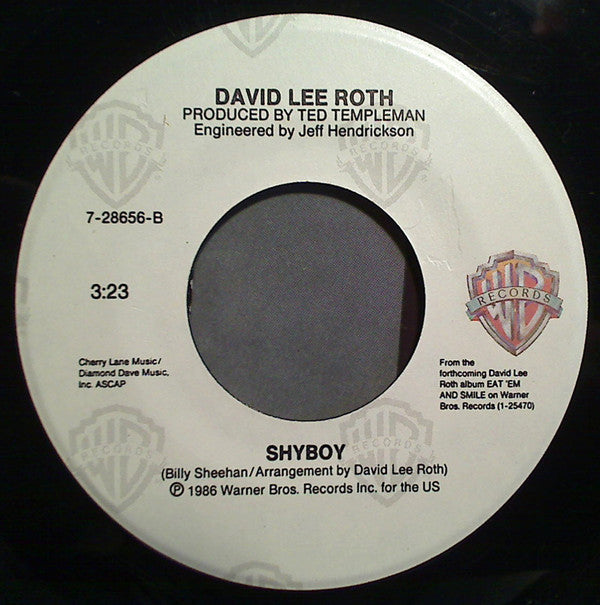 DAVID LEE ROTH
PRODUCED BY TED TEMPLEMAN
Engineered by Jeff Hendrickson
7-28656-B
3:23
Cherry Lane Music/
Diamond Dave Music,
Inc. ASCAP
RECORDS
From the
forthcoming David Lee
Roth album EAT 'EM
AND SMILE on Warner
Bros. Records (1-25470)
SHYBOY
(Billy Sheehan/Arrangement by David Lee Roth)
℗ 1986 Warner Bros. Records Inc. for the US